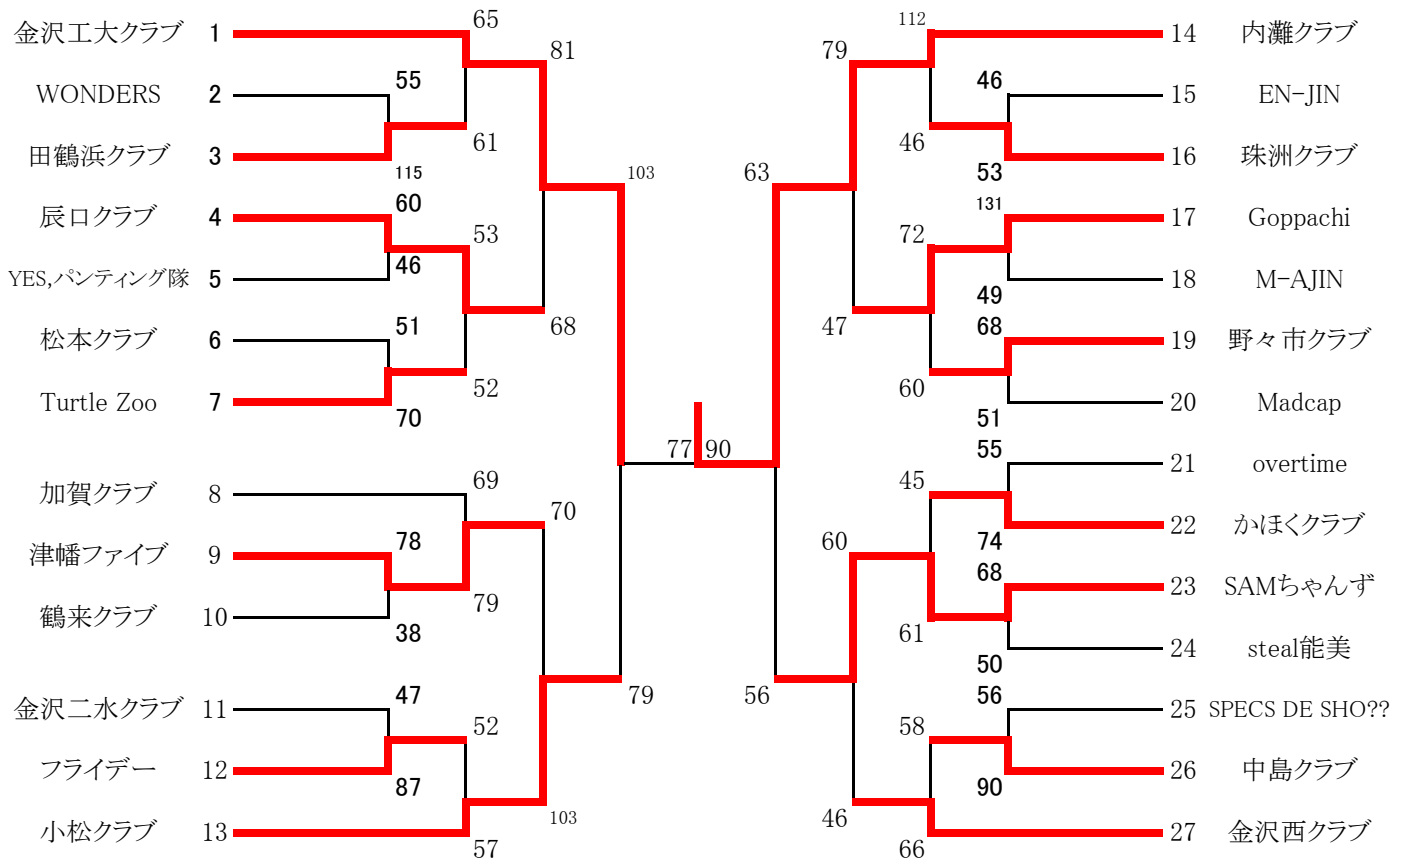 金沢工大クラブ 1 65 112 14 内灘クラブ
81 79
WONDERS 2 55 46 15 EN-JIN
61 46
田鶴浜クラブ 3 115 103 63 53 16 珠洲クラブ
辰口クラブ 4 60 131 17 Goppachi
53 72
YES,パンティング隊 5 46 49 18 M-AJIN
68 47
松本クラブ 6 51 68 19 野々市クラブ
52 60
Turtle Zoo 7 70 51 20 Madcap
77 90
55 21 overtime
加賀クラブ 8 69 45
70 60
津幡ファイブ 9 78 74 22 かほくクラブ
79 68 23 SAMちゃんず
鶴来クラブ 10 38 61
50 24 steal能美
79 56
金沢二水クラブ 11 47 56 25 SPECS DE SHO??
52 58
フライデー 12 87 90 26 中島クラブ
103 46
小松クラブ 13 57 66 27 金沢西クラブ